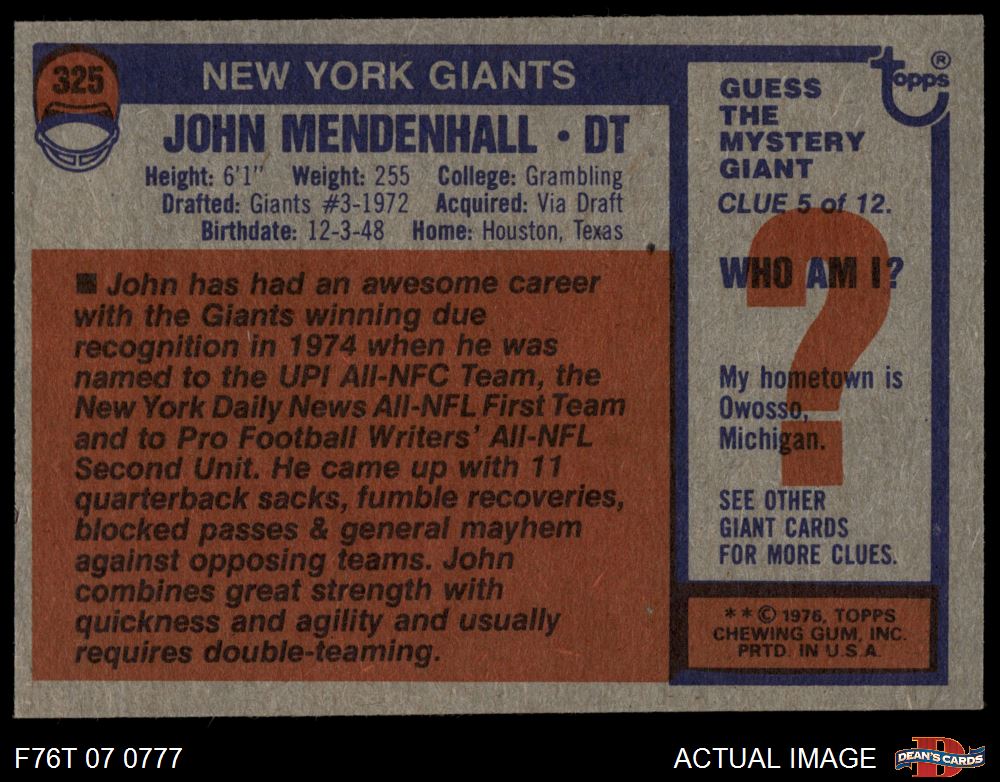 325
NEW YORK GIANTS
JOHN MENDENHALL • DT
Height: 6'1" Weight: 255 College: Grambling
Drafted: Giants #3-1972 Acquired: Via Draft
Birthdate: 12-3-48 Home: Houston, Texas
■ John has had an awesome career
with the Giants winning due
recognition in 1974 when he was
named to the UPI All-NFC Team, the
New York Daily News All-NFL First Team
and to Pro Football Writers' All-NFL
Second Unit. He came up with 11
quarterback sacks, fumble recoveries,
blocked passes & general mayhem
against opposing teams. John
combines great strength with
quickness and agility and usually
requires double-teaming.
topps®
GUESS
THE
MYSTERY
GIANT
CLUE 5 of 12.
?
WHO AM I?
My hometown is
Owosso,
Michigan.
SEE OTHER
GIANT CARDS
FOR MORE CLUES.
* * © 1976, TOPPS
CHEWING GUM, INC.
PRTD. IN U.S.A.
F76T 07 0777
ACTUAL IMAGE
D
DEAN'S CARDS